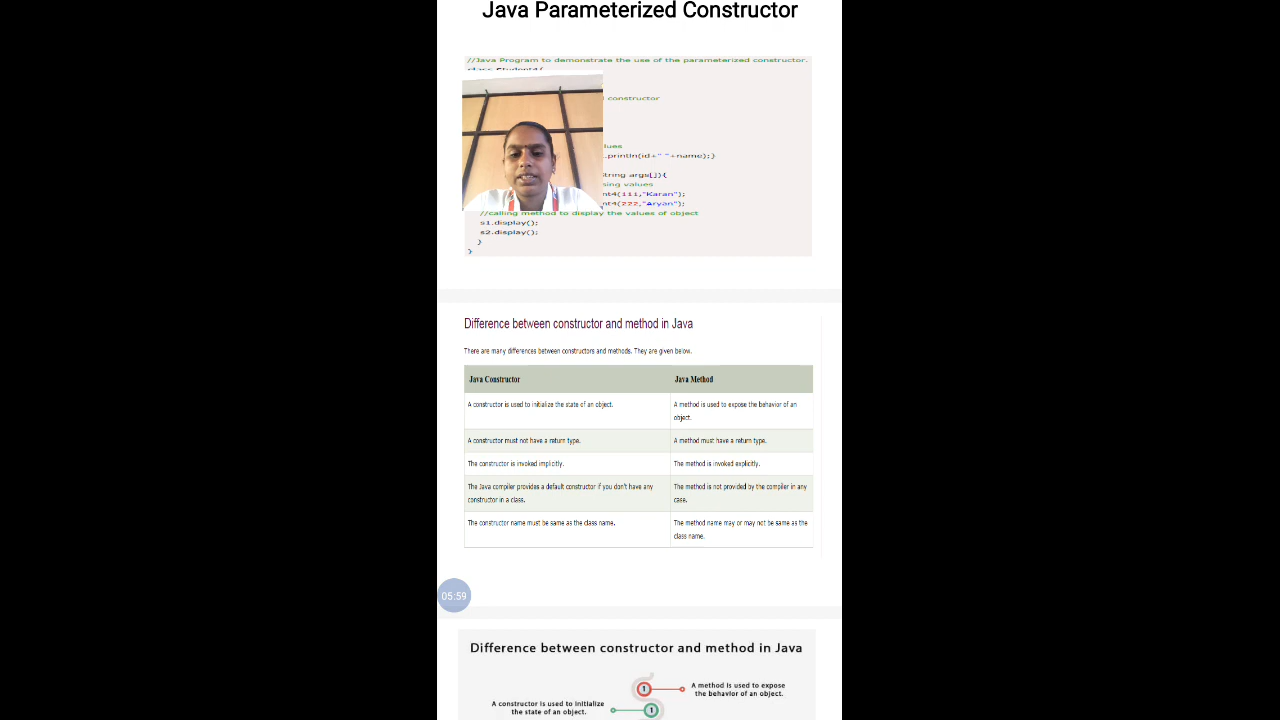 Java Parameterized Constructor
//Java Program to demonstrate the use of the parameterized constructor.
class Student4{
constructor
println(id+" "+name);}
String args[]){
values
(111,"Karan");
(222,"Aryan");
//calling method to display the values of object
s1.display();
s2.display();
}
}
Difference between constructor and method in Java
There are many differences between constructors and methods. They are given below.
Java Constructor Java Method
A constructor is used to initialize the state of an object. A method is used to expose the behavior of an
object.
A constructor must not have a return type. A method must have a return type.
The constructor is invoked implicitly. The method is invoked explicitly.
The Java compiler provides a default constructor if you don't have any The method is not provided by the compiler in any
constructor in a class. case.
The constructor name must be same as the class name. The method name may or may not be same as the
class name.
05:59
Difference between constructor and method in Java
1 A method is used to expose
the behavior of an object.
A constructor is used to initialize
the state of an object. 1